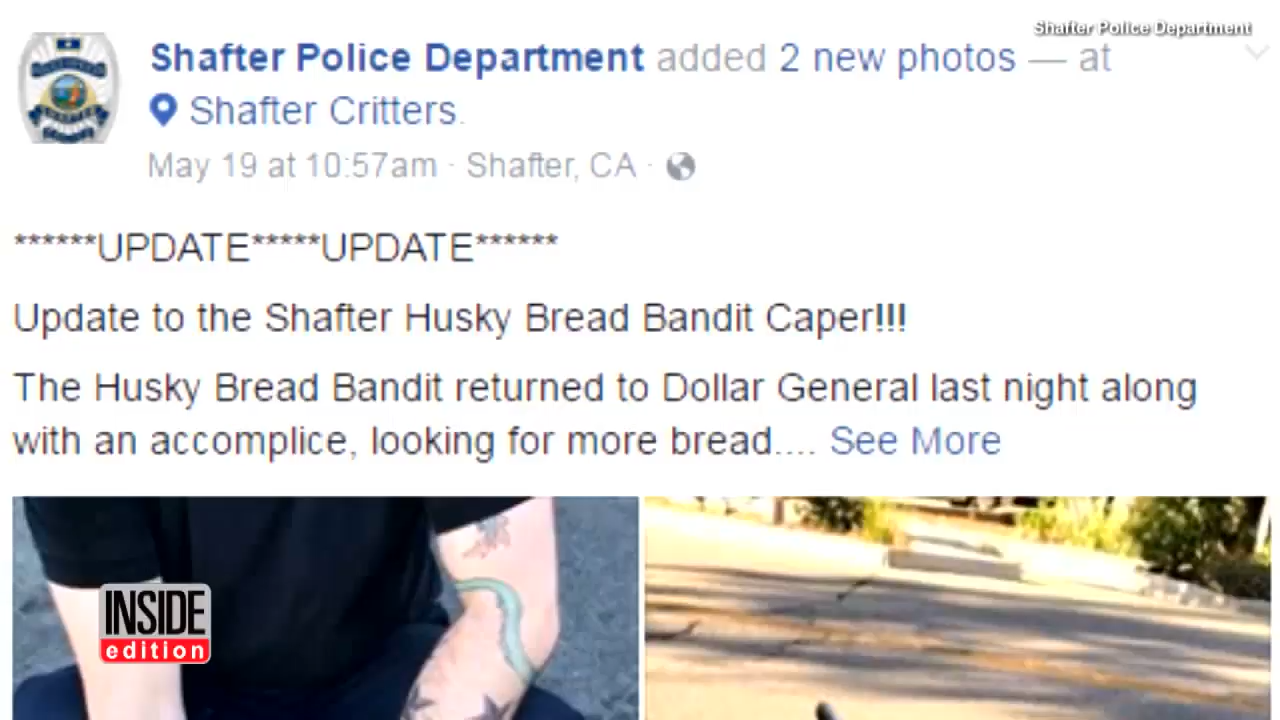 Shafter Police Department
Shafter Police Department added 2 new photos — at
Shafter Critters.
May 19 at 10:57am · Shafter, CA ·
******UPDATE*****UPDATE******
Update to the Shafter Husky Bread Bandit Caper!!!
The Husky Bread Bandit returned to Dollar General last night along
with an accomplice, looking for more bread.... See More
INSIDE
edition